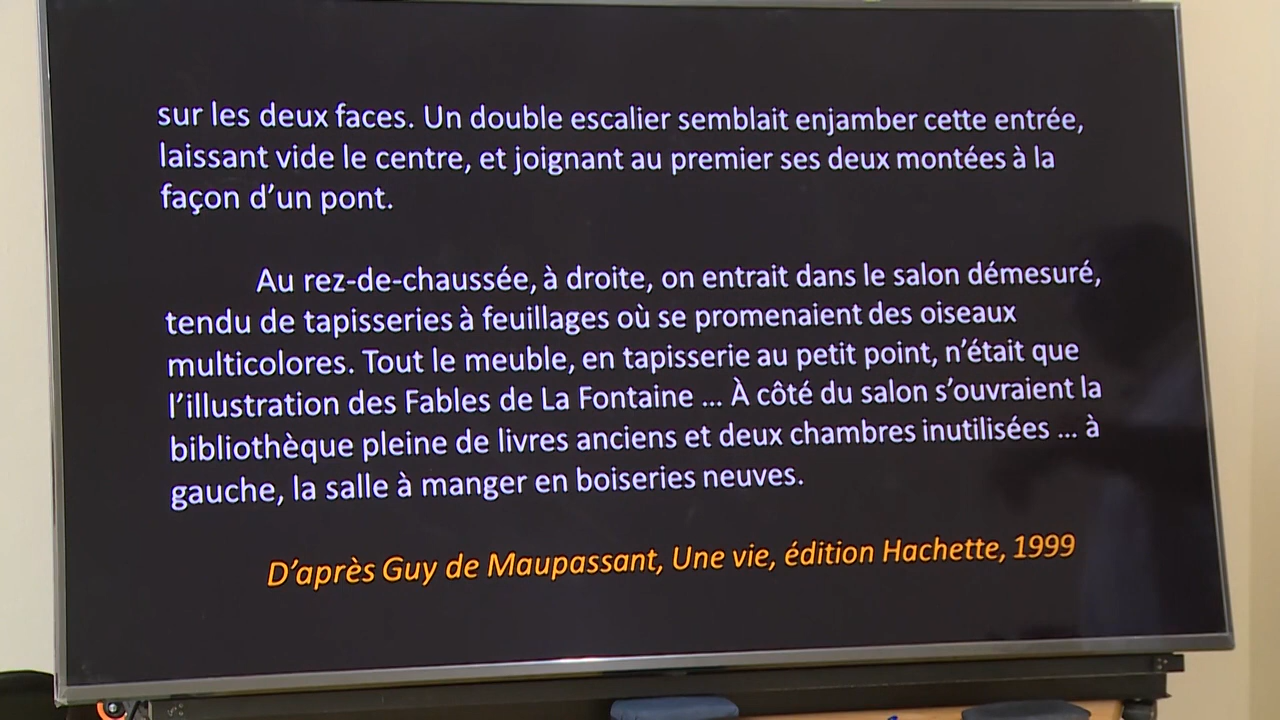 sur les deux faces. Un double escalier semblait enjamber cette entrée,
laissant vide le centre, et joignant au premier ses deux montées à la
façon d’un pont.
Au rez-de-chaussée, à droite, on entrait dans le salon démesuré,
tendu de tapisseries à feuillages où se promenaient des oiseaux
multicolores. Tout le meuble, en tapisserie au petit point, n’était que
l’illustration des Fables de La Fontaine ... À côté du salon s’ouvraient la
bibliothèque pleine de livres anciens et deux chambres inutilisées ... à
gauche, la salle à manger en boiseries neuves.
D’après Guy de Maupassant, Une vie, édition Hachette, 1999